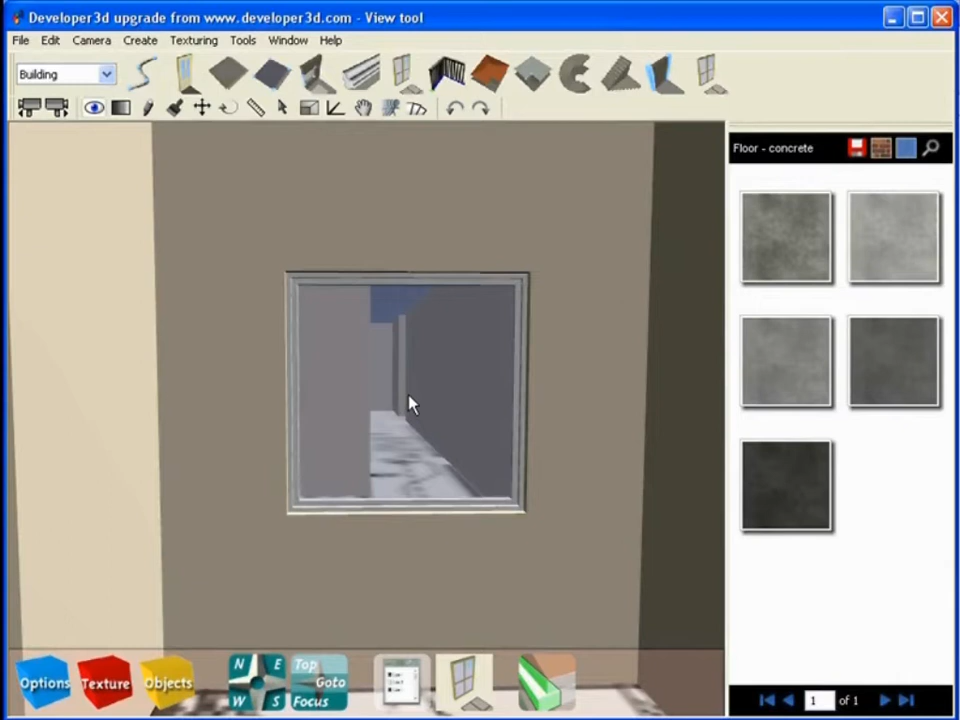 Developer3d upgrade from www.developer3d.com - View tool
File Edit Camera Create Texturing Tools Window Help
Building
Floor - concrete
N E Top
Options Texture Objects Goto
W S Focus
1 of 1